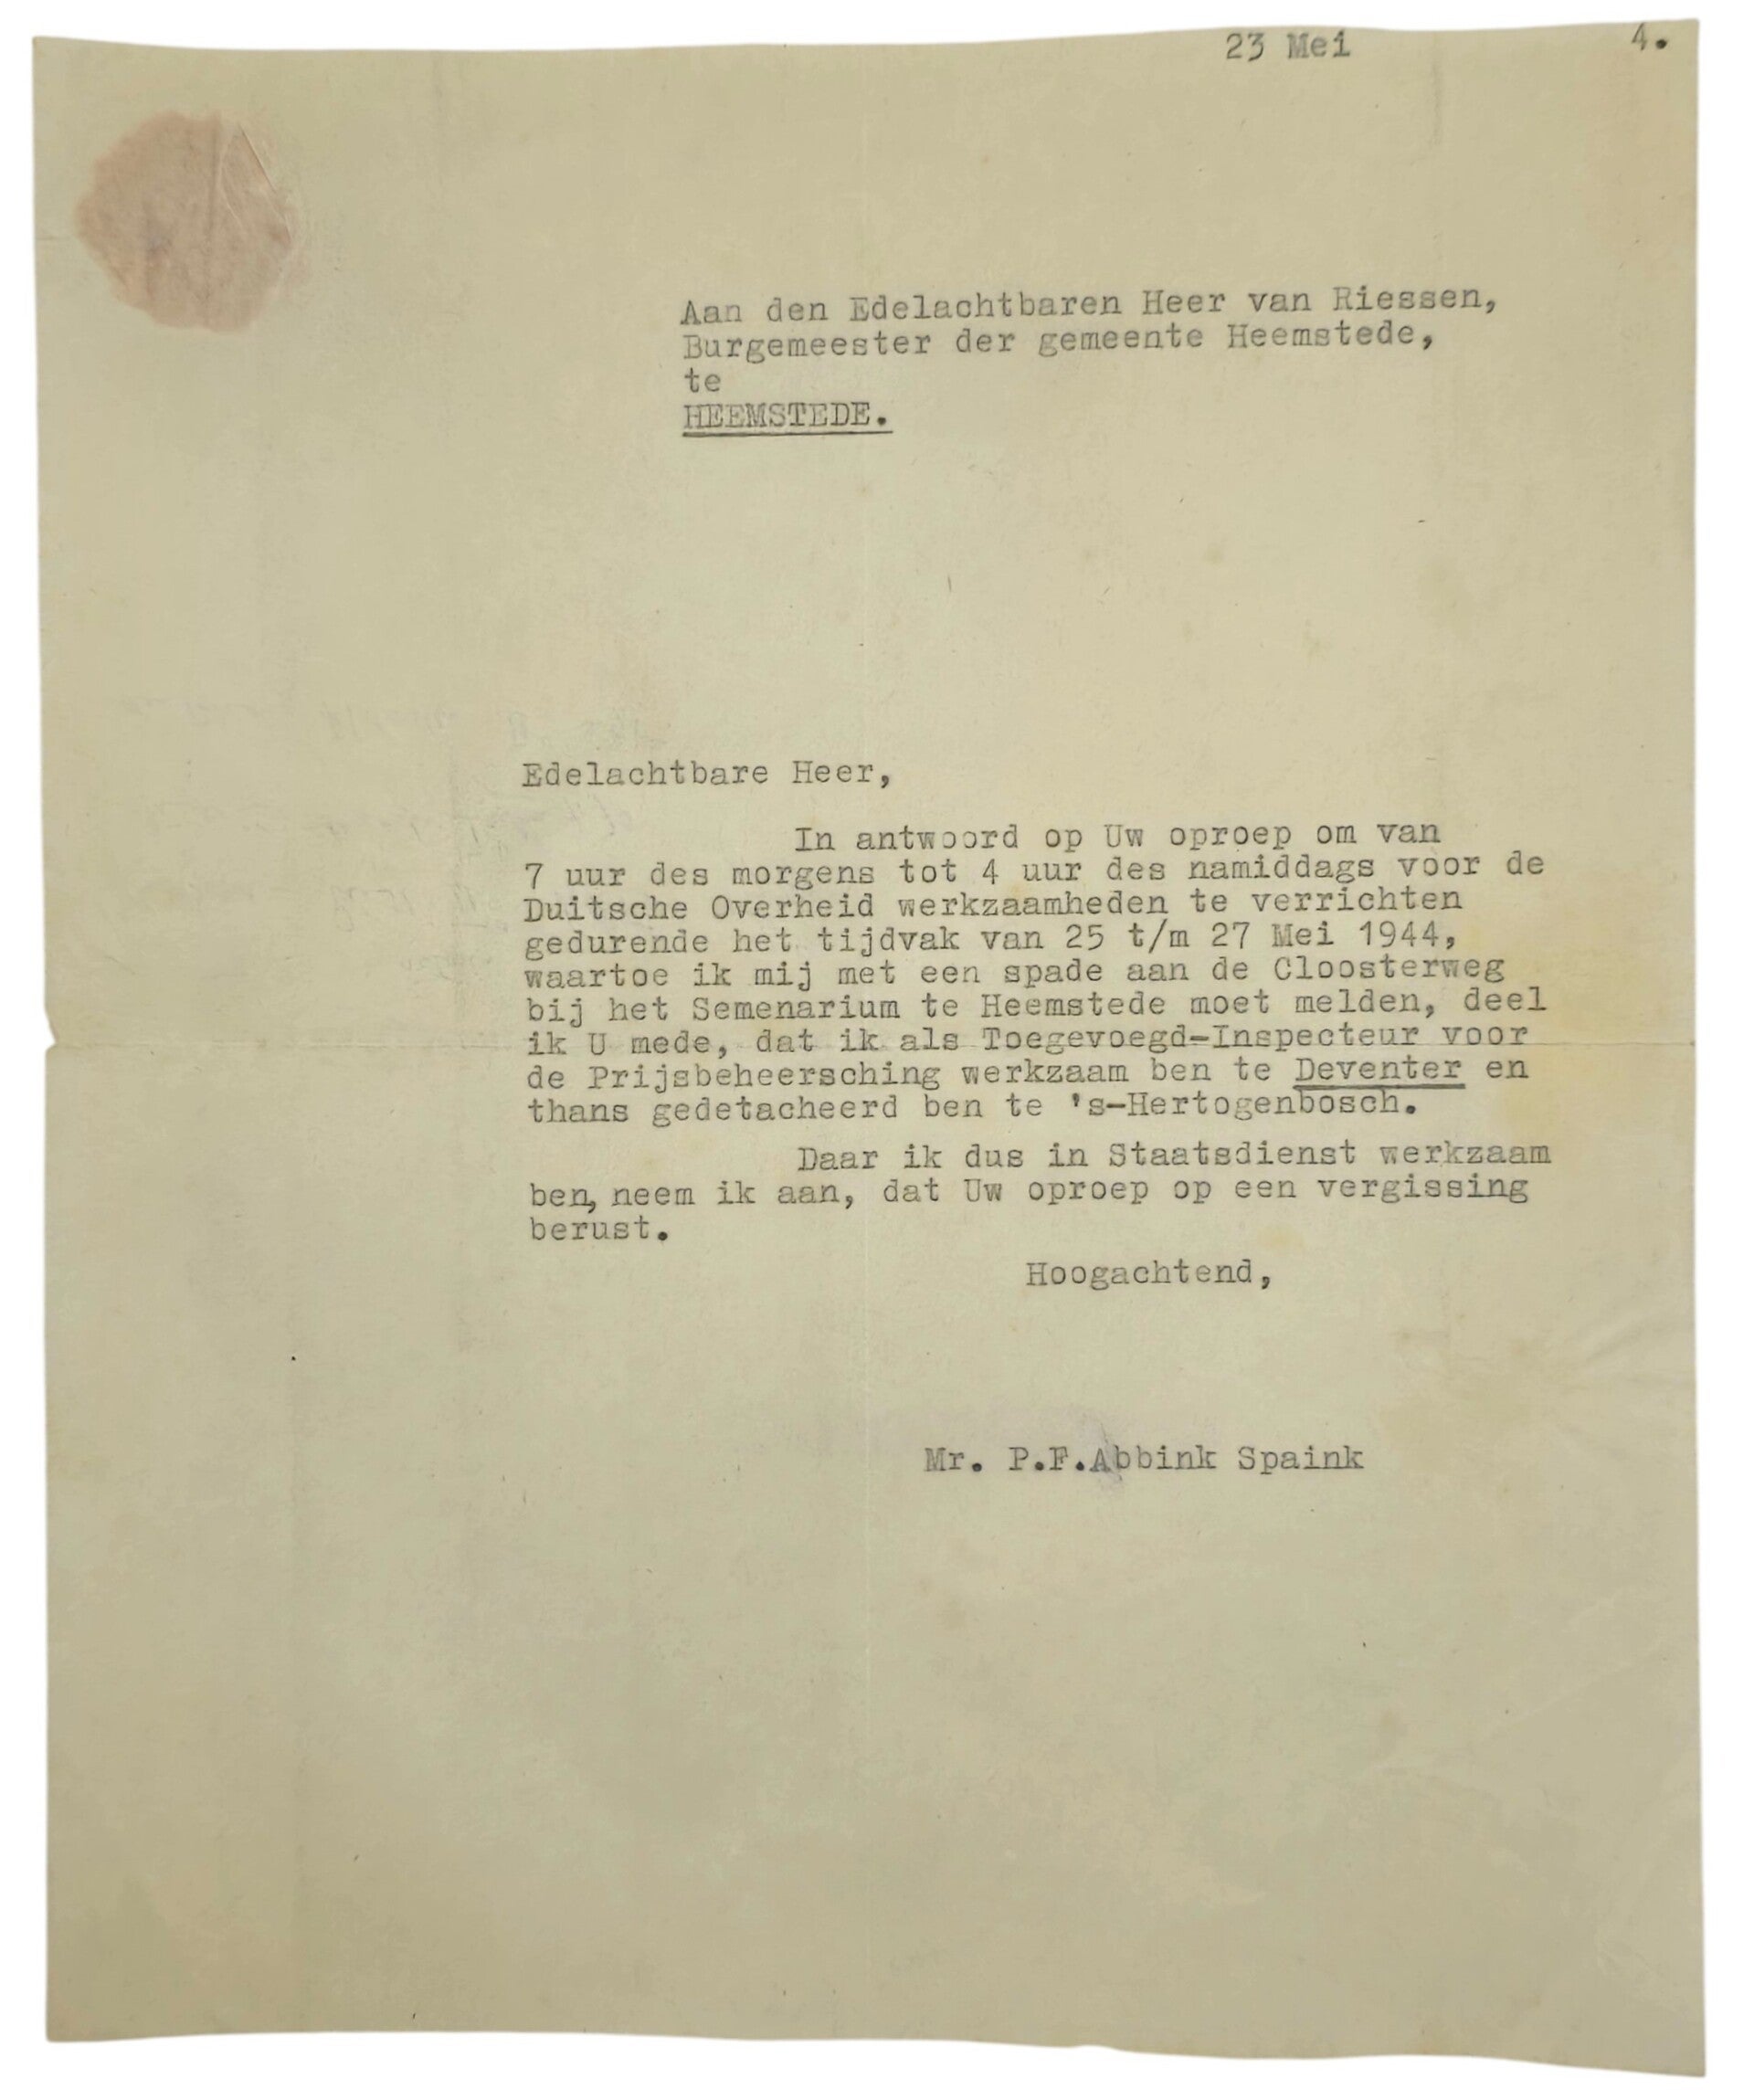 23 Mei 4.
Aan den Edelachtbaren Heer van Riessen,
Burgemeester der gemeente Heemstede,
te
HEEMSTEDE.
Edelachtbare Heer,
In antwoord op Uw oproep om van
7 uur des morgens tot 4 uur des namiddags voor de
Duitsche Overheid werkzaamheden te verrichten
gedurende het tijdvak van 25 t/m 27 Mei 1944,
waartoe ik mij met een spade aan de Cloosterweg
bij het Semenarium te Heemstede moet melden, deel
ik U mede, dat ik als Toegevoegd-Inspecteur voor
de Prijsbeheersching werkzaam ben te Deventer en
thans gedetacheerd ben te 's-Hertogenbosch.
Daar ik dus in Staatsdienst werkzaam
ben, neem ik aan, dat Uw oproep op een vergissing
berust.
Hoogachtend,
Mr. P.F.Abbink Spaink